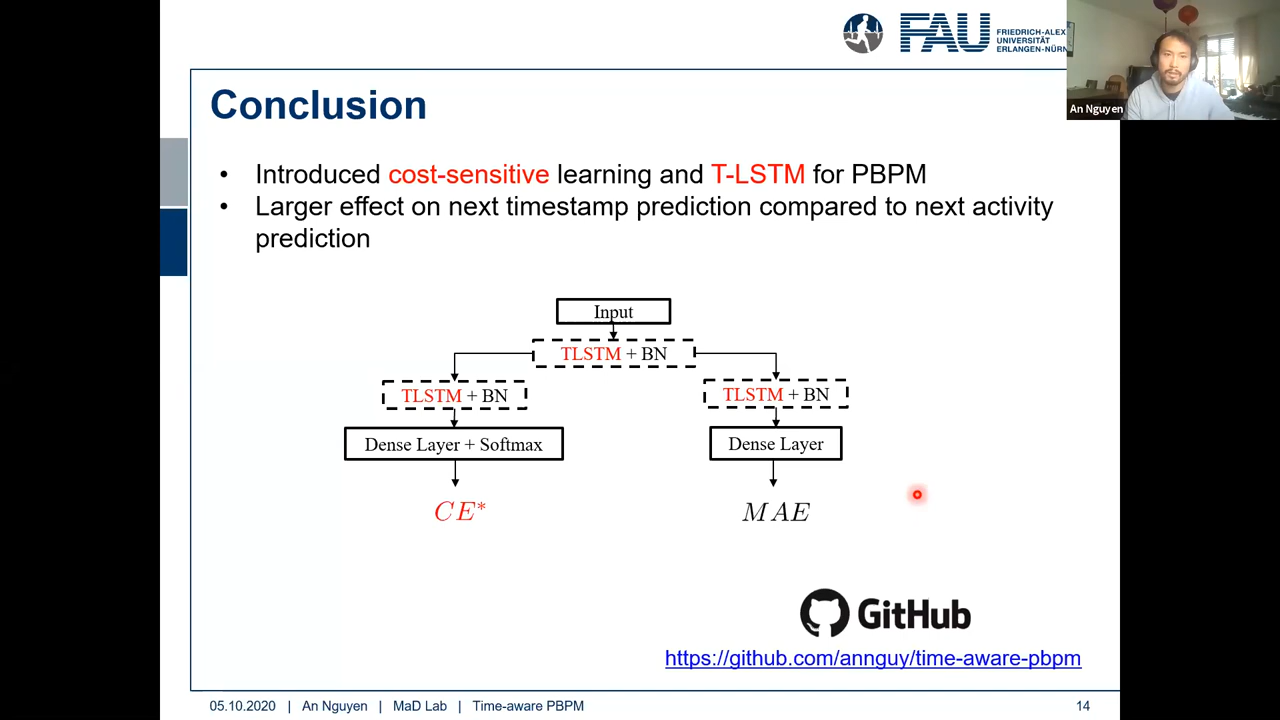 FAU
FRIEDRICH-ALEX
UNIVERSITÄT
ERLANGEN-NÜRN
An Nguyen
Conclusion
• Introduced cost-sensitive learning and T-LSTM for PBPM
• Larger effect on next timestamp prediction compared to next activity
prediction
Input
TLSTM + BN
TLSTM + BN
TLSTM + BN
Dense Layer + Softmax
Dense Layer
CE*
MAE
GitHub
https://github.com/annguy/time-aware-pbpm
05.10.2020 | An Nguyen | MaD Lab | Time-aware PBPM
14